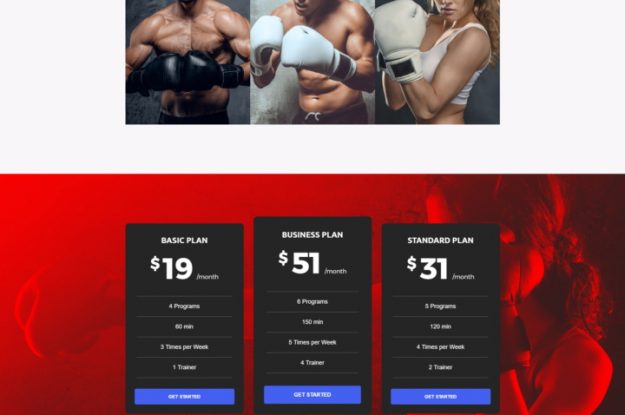 BASIC PLAN
$19 /month
4 Programs
60 min
3 Times per Week
1 Trainer
GET STARTED
BUSINESS PLAN
$51 /month
6 Programs
150 min
5 Times per Week
4 Trainer
GET STARTED
STANDARD PLAN
$31 /month
5 Programs
120 min
4 Times per Week
2 Trainer
GET STARTED